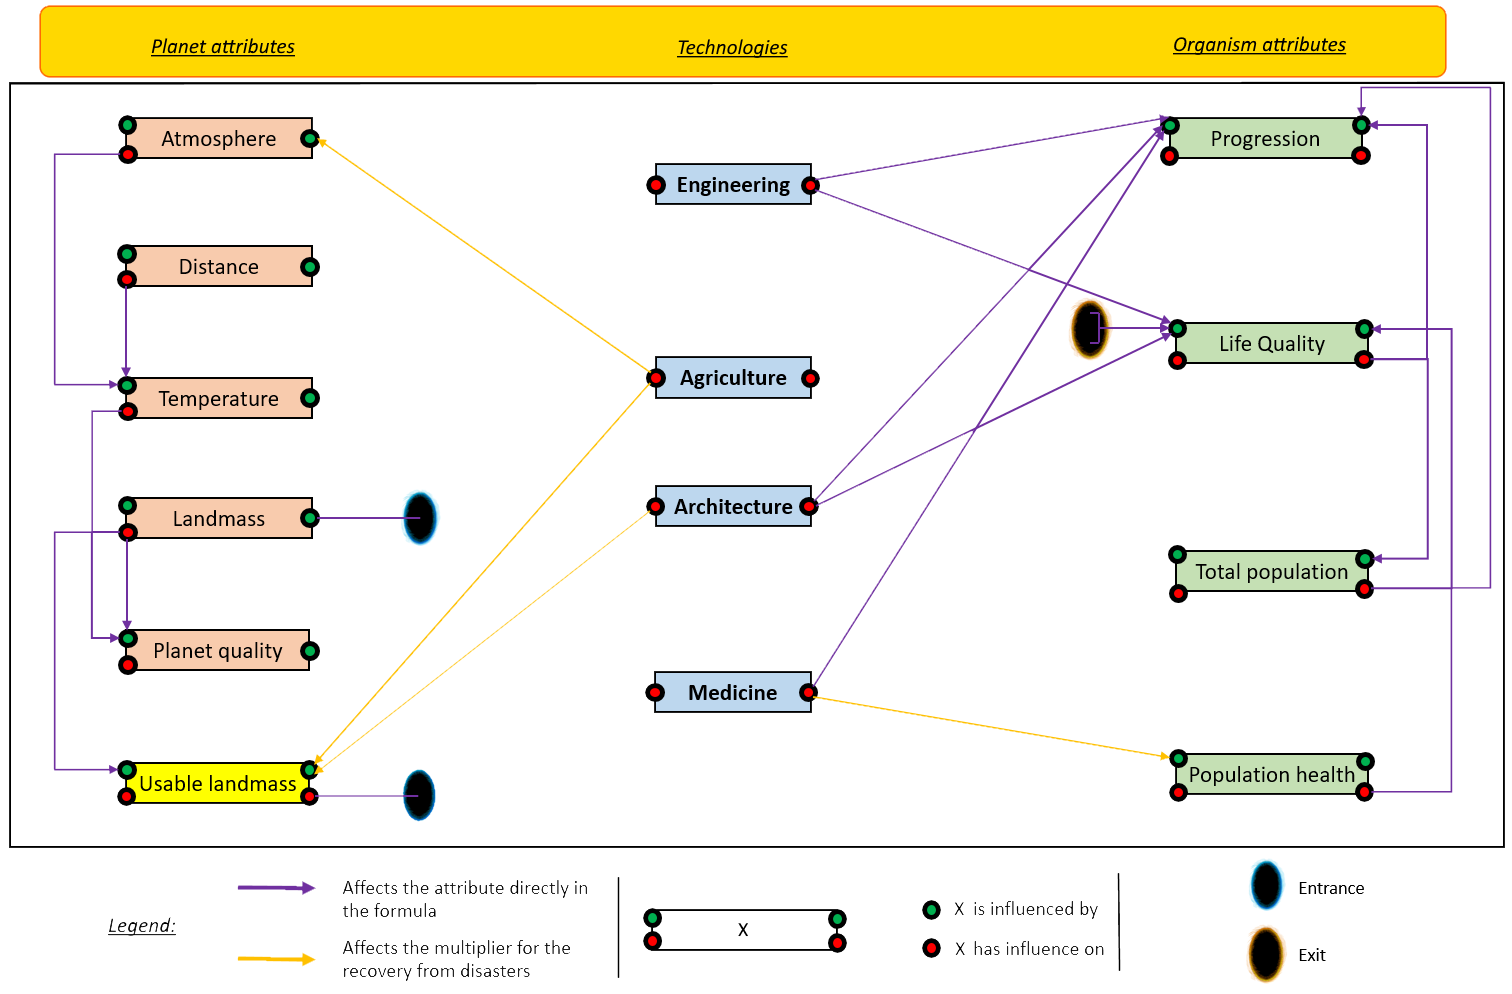 Planet attributes
Technologies
Organism attributes
Atmosphere
Distance
Temperature
Landmass
Planet quality
Usable landmass
Engineering
Agriculture
Architecture
Medicine
Progression
Life Quality
Total population
Population health
Legend:
Affects the attribute directly in
the formula
Affects the multiplier for the
recovery from disasters
X
X is influenced by
X has influence on
Entrance
Exit